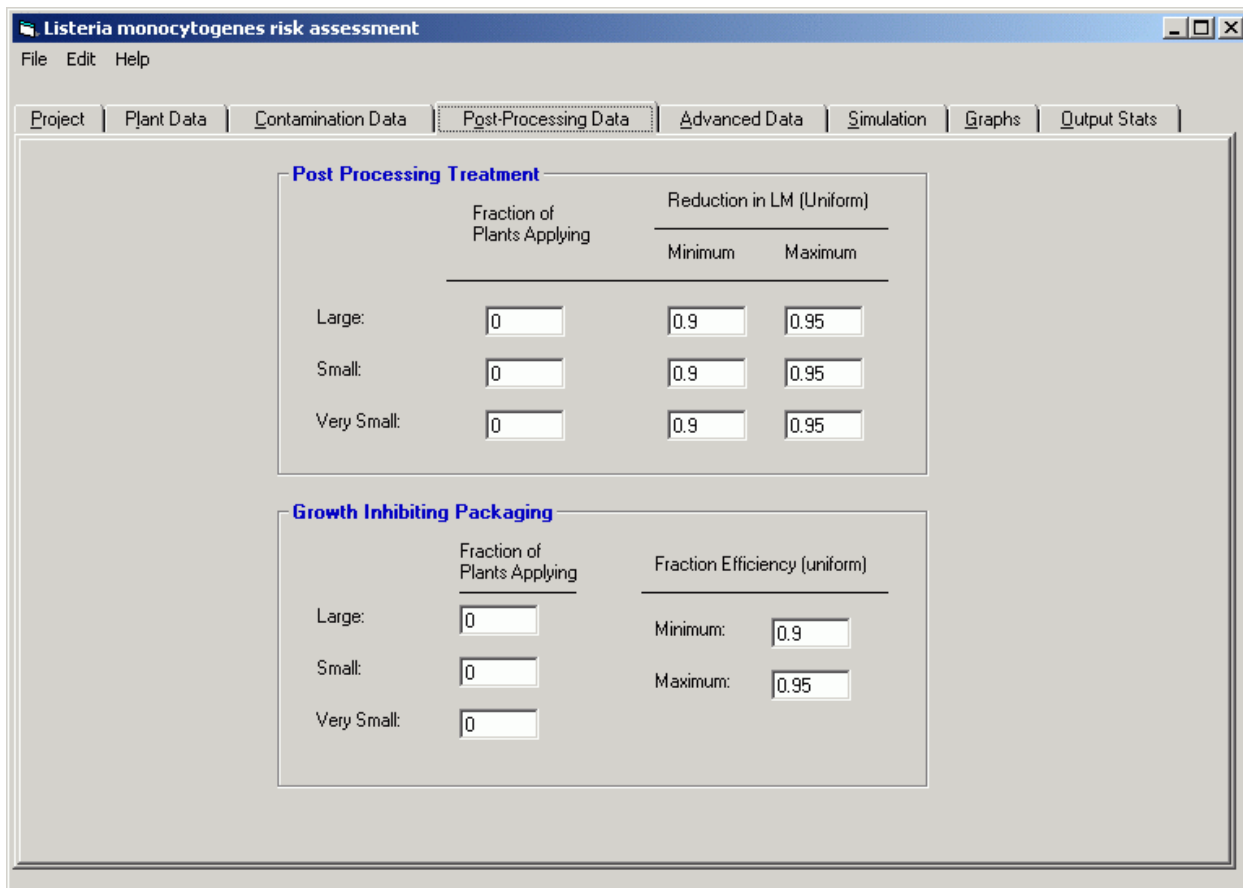 Listeria monocytogenes risk assessment
File Edit Help
Project Plant Data Contamination Data Post-Processing Data Advanced Data Simulation Graphs Output Stats
Post Processing Treatment
Fraction of
Plants Applying
Reduction in LM (Uniform)
Minimum Maximum
Large: 0 0.9 0.95
Small: 0 0.9 0.95
Very Small: 0 0.9 0.95
Growth Inhibiting Packaging
Fraction of
Plants Applying
Fraction Efficiency (uniform)
Large: 0
Minimum: 0.9
Small: 0
Maximum: 0.95
Very Small: 0